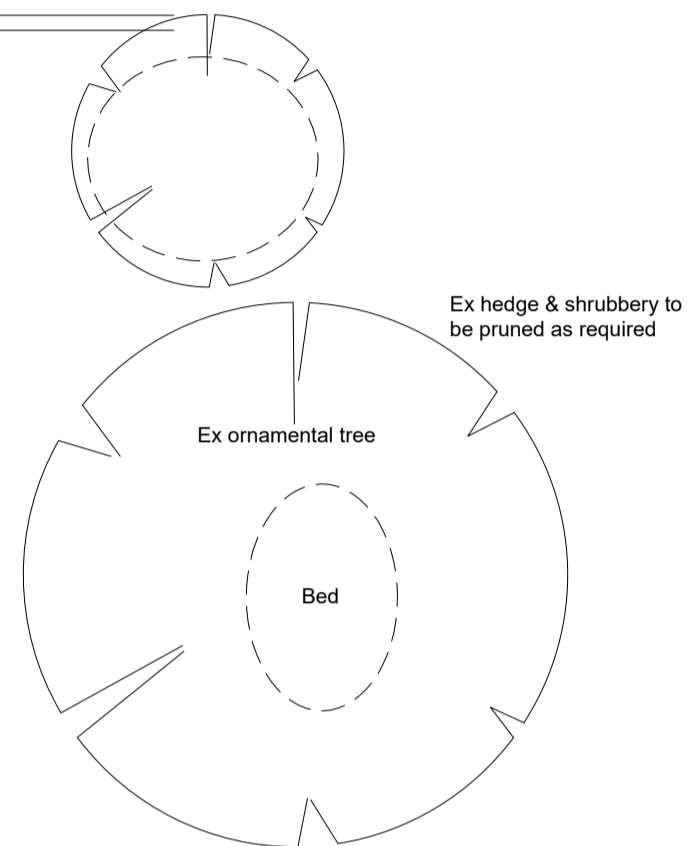 Ex hedge & shrubbery to
be pruned as required
Ex ornamental tree
Bed